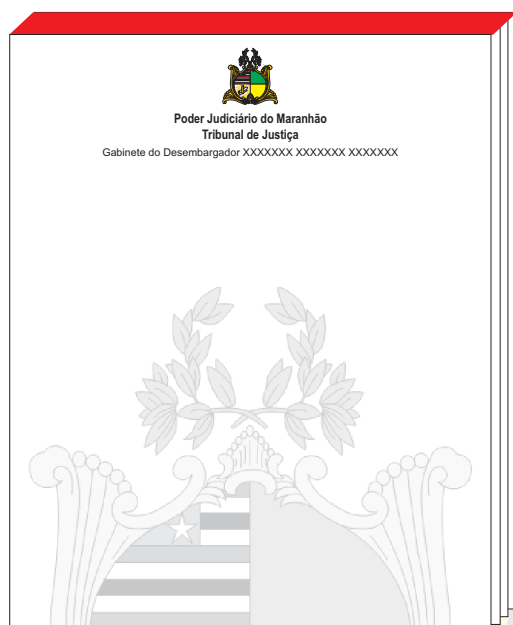 Poder Judiciário do Maranhão
Tribunal de Justiça
Gabinete do Desembargador XXXXXXX XXXXXXX XXXXXXX